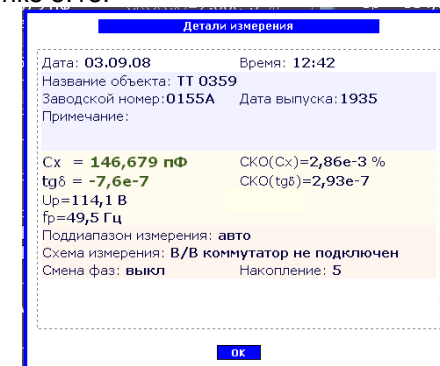 Детали измерения
Дата: 03.09.08 Время: 12:42
Название объекта: ТТ 0359
Заводской номер:0155А Дата выпуска:1935
Примечание:
Cx = 146,679 пФ СКО(Cx)=2,86e-3 %
tgδ = -7,6e-7 СКО(tgδ)=2,93e-7
Up=114,1 В
fp=49,5 Гц
Поддиапазон измерения: авто
Схема измерения: В/В коммутатор не подключен
Смена фаз: выкл Накопление: 5
ОК